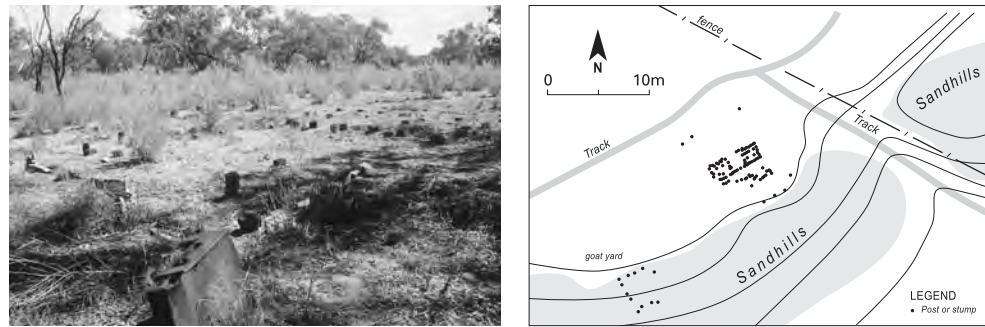 fence
0 10m
N
Sandhills
Track
Track
goat yard
Sandhills
LEGEND
Post or stump